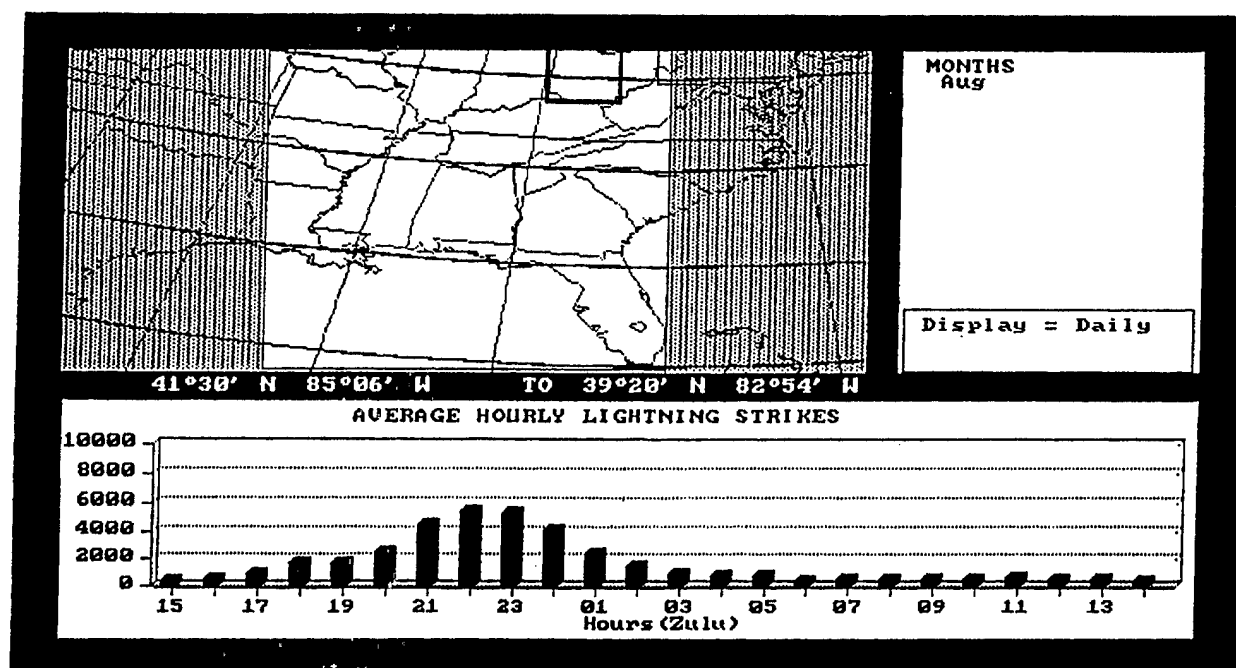 MONTHS
Aug
Display = Daily
41°30' N 85°06' W TO 39°20' N 82°54' W
AVERAGE HOURLY LIGHTNING STRIKES
10000
8000
6000
4000
2000
0
15 17 19 21 23 01 03 05 07 09 11 13
Hours(Zulu)